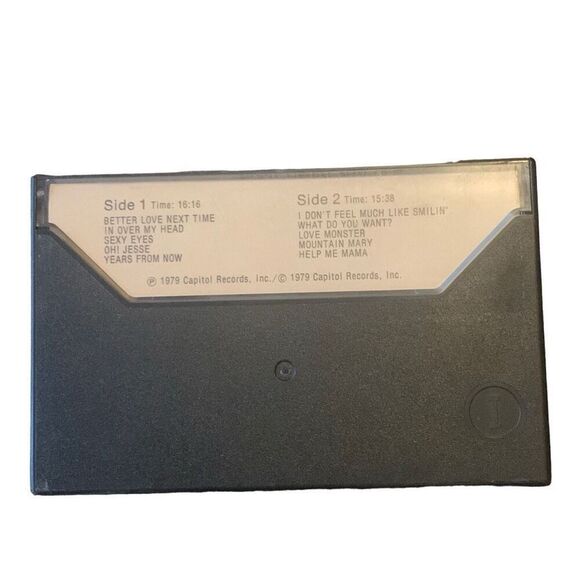 Side 1 Time: 16:16
BETTER LOVE NEXT TIME
IN OVER MY HEAD
SEXY EYES
OH! JESSE
YEARS FROM NOW
Side 2 Time: 15:38
I DON'T FEEL MUCH LIKE SMILIN'
WHAT DO YOU WANT?
LOVE MONSTER
MOUNTAIN MARY
HELP ME MAMA
℗ 1979 Capitol Records, Inc./© 1979 Capitol Records, Inc.